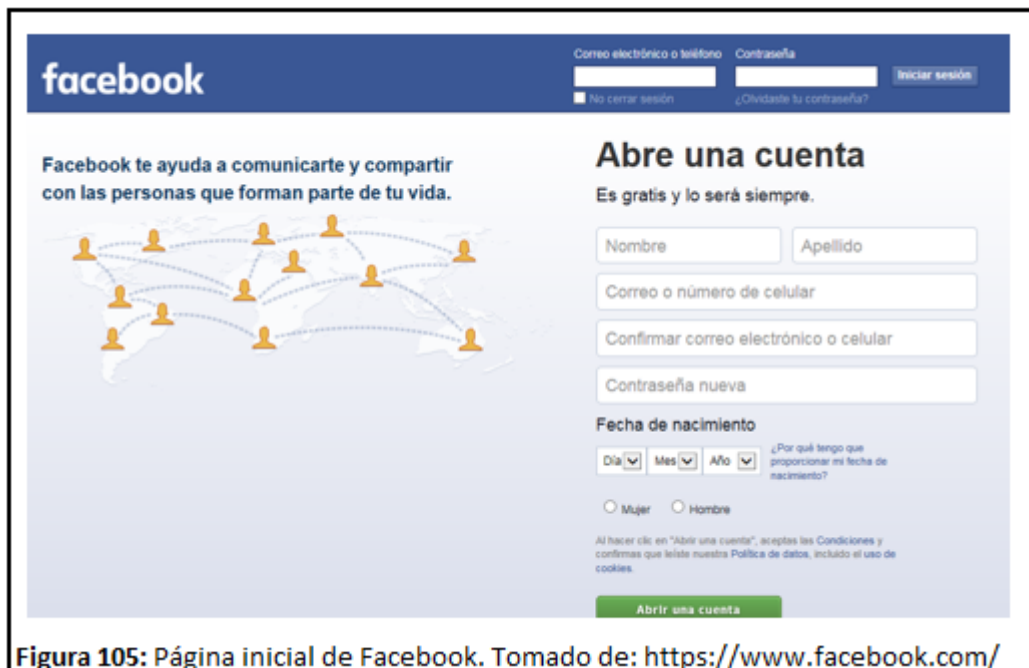 Correo electrónico o teléfono Contraseña
facebook
Iniciar sesión
No cerrar sesión ¿Olvidaste tu contraseña?
Facebook te ayuda a comunicarte y compartir
con las personas que forman parte de tu vida.
Abre una cuenta
Es gratis y lo será siempre.
Nombre Apellido
Correo o número de celular
Confirmar correo electrónico o celular
Contraseña nueva
Fecha de nacimiento
Día Mes Año
¿Por qué tengo que
proporcionar mi fecha de
nacimiento?
Mujer Hombre
Al hacer clic en "Abrir una cuenta", aceptas las Condiciones y
confirmas que leíste nuestra Política de datos, incluido el uso de
cookies.
Abrir una cuenta
Figura 105: Página inicial de Facebook. Tomado de: https://www.facebook.com/